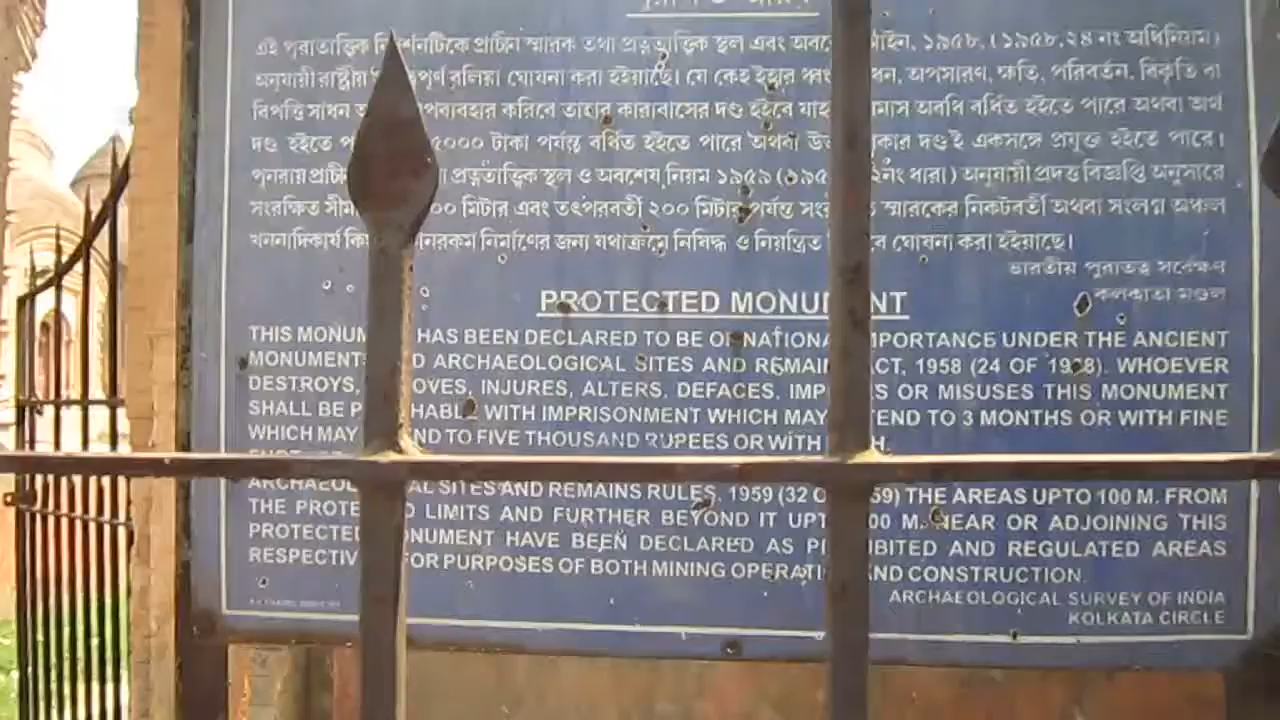 এই পুরাতাত্ত্বিক প্রাচীন স্মারক তথা প্রত্নতাত্ত্বিক স্থল এবং ১৯৫৮, (১৯৫৮.২৪ নং অধিনিয়ম)
অনুযায়ী রাষ্ট্রীয় বলিয়া ঘোষনা করা হইয়াছে। যে কেহ ইহার অপসারণ, ক্ষতি, পরিবর্তন, বিকৃতি বা
বিপত্তি সাধন করিবে তাহার কারাবাসের দণ্ড হইবে মাস অবধি বর্ধিত হইতে পারে অথবা অর্থ
দণ্ড হইতে ৫০০০ টাকা পর্যন্ত বর্ধিত হইতে পারে অথবা দণ্ডই একসঙ্গে প্রযুক্ত হইতে পারে।
পুনরায় প্রত্নতাত্ত্বিক স্থল ও অবশেষ নিয়ম ১৯৫৯ নং ধারা) অনুযায়ী প্রদত্ত বিজ্ঞপ্তি অনুসারে
সংরক্ষিত মিটার এবং তৎপরবর্তী ২০০ মিটার পর্যন্ত স্মারকের নিকটবর্তী অথবা সংলগ্ন অঞ্চল
খননাদিকার্য নির্মাণের জন্য যথাক্রমে নিষিদ্ধ ও নিয়ন্ত্রিত ঘোষনা করা হইয়াছে।
ভারতীয় পুরাতত্ত্ব সর্বেক্ষণ
কলকাতা মণ্ডল
PROTECTED MONUMENT
THIS MONUMENT HAS BEEN DECLARED TO BE OF NATIONAL IMPORTANCE UNDER THE ANCIENT
MONUMENTS AND ARCHAEOLOGICAL SITES AND REMAINS ACT, 1958 (24 OF 1958). WHOEVER
DESTROYS, REMOVES, INJURES, ALTERS, DEFACES, IMPERILS OR MISUSES THIS MONUMENT
SHALL BE PUNISHABLE WITH IMPRISONMENT WHICH MAY EXTEND TO 3 MONTHS OR WITH FINE
WHICH MAY EXTEND TO FIVE THOUSAND RUPEES OR WITH BOTH.
ARCHAEOLOGICAL SITES AND REMAINS RULES, 1959 (32 OF 1959) THE AREAS UPTO 100 M. FROM
THE PROTECTED LIMITS AND FURTHER BEYOND IT UPTO 200 M. NEAR OR ADJOINING THIS
PROTECTED MONUMENT HAVE BEEN DECLARED AS PROHIBITED AND REGULATED AREAS
RESPECTIVELY FOR PURPOSES OF BOTH MINING OPERATION AND CONSTRUCTION.
ARCHAEOLOGICAL SURVEY OF INDIA
KOLKATA CIRCLE